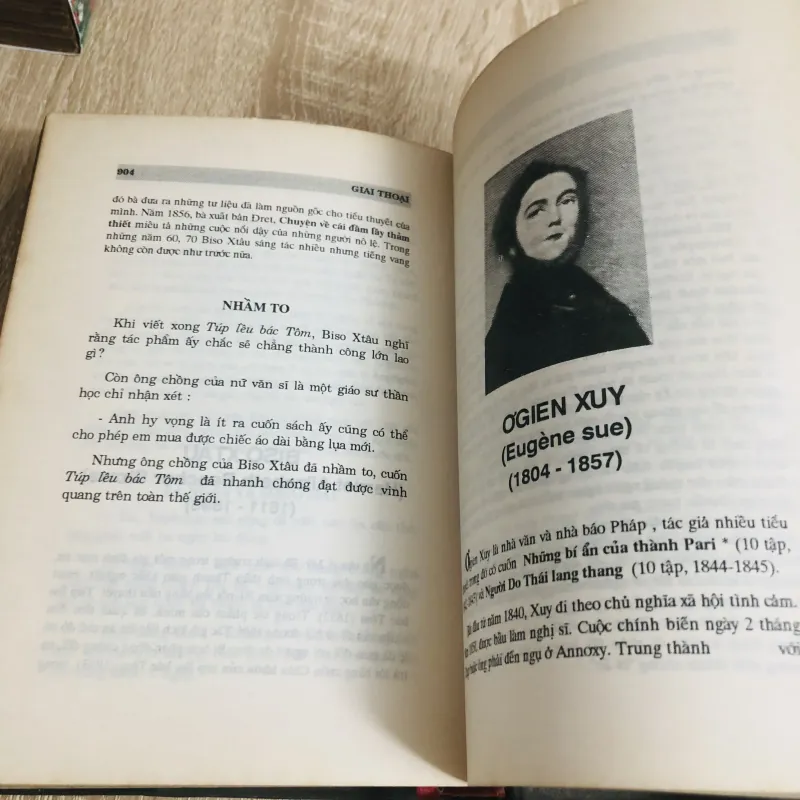 904
GIAI THOẠI
đó bà đưa ra những tư liệu đã làm nguồn gốc cho tiểu thuyết của
mình. Năm 1856, bà xuất bản Đret, Chuyện về cái đầm lầy thảm
thiết miêu tả những cuộc nổi dậy của những người nô lệ. Trong
những năm 60, 70 Biso Xtâu sáng tác nhiều nhưng tiếng vang
không còn được như trước nữa.
NHẦM TO
Khi viết xong Túp lều bác Tôm, Biso Xtâu nghĩ
rằng tác phẩm ấy chắc sẽ chẳng thành công lớn lao
gì?
Còn ông chồng của nữ văn sĩ là một giáo sư thần
học chỉ nhận xét :
- Anh hy vọng là ít ra cuốn sách ấy cũng có thể
cho phép em mua được chiếc áo dài bằng lụa mới.
Nhưng ông chồng của Biso Xtâu đã nhầm to, cuốn
Túp lều bác Tôm đã nhanh chóng đạt được vinh
quang trên toàn thế giới.
ƠGIEN XUY
(Eugène sue)
(1804 - 1857)
Ơgien Xuy là nhà văn và nhà báo Pháp , tác giả nhiều tiểu
trong đó có cuốn Những bí ẩn của thành Pari * (10 tập,
và Người Do Thái lang thang (10 tập, 1844-1845).
đầu từ năm 1840, Xuy đi theo chủ nghĩa xã hội tình cảm.
được bầu làm nghị sĩ. Cuộc chính biến ngày 2 tháng
ông phải đến ngụ ở Annoxy. Trung thành với